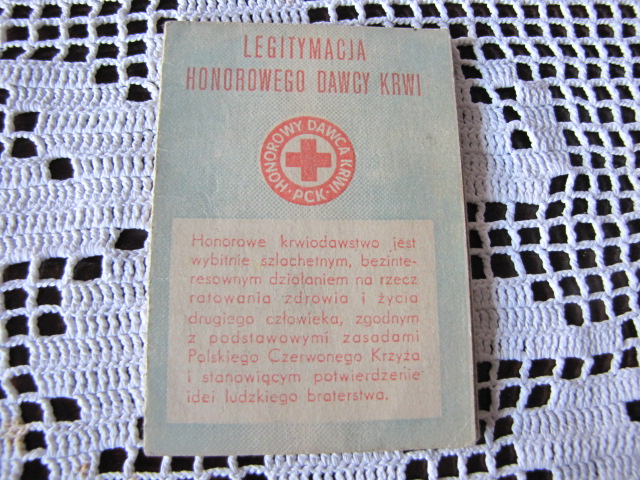 LEGITYMACJA
HONOROWEGO DAWCY KRWI
HONOROWY DAWCA KRWI
· PCK ·
Honorowe krwiodawstwo jest
wybitnie szlachetnym, bezinte-
resownym działaniem na rzecz
ratowania zdrowia i życia
drugiego człowieka, zgodnym
z podstawowymi zasadami
Polskiego Czerwonego Krzyża
i stanowiącym potwierdzenie
idei ludzkiego braterstwa.